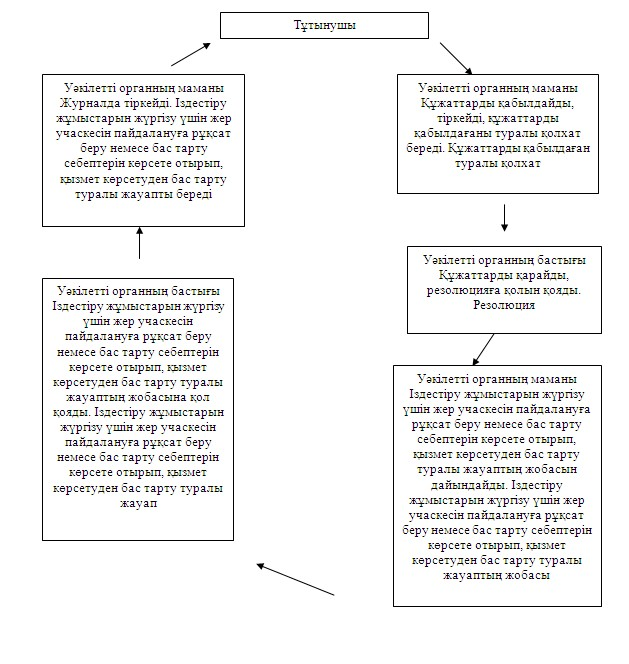 Тұтынушы
Уәкілетті органның маманы
Журналда тіркейді. Іздестіру
жұмыстарын жүргізу үшін жер
учаскесін пайдалануға рұқсат
беру немесе бас тарту
себептерін көрсете отырып,
қызмет көрсетуден бас тарту
туралы жауапты береді
Уәкілетті органның маманы
Құжаттарды қабылдайды,
тіркейді, құжаттарды
қабылдағаны туралы қолхат
береді. Құжаттарды қабылдаған
туралы қолхат
Уәкілетті органның бастығы
Құжаттарды қарайды,
резолюцияға қолын қояды.
Резолюция
Уәкілетті органның маманы
Іздестіру жұмыстарын жүргізу
үшін жер учаскесін пайдалануға
рұқсат беру немесе бас тарту
себептерін көрсете отырып,
қызмет көрсетуден бас тарту
туралы жауаптың жобасын
дайындайды. Іздестіру
жұмыстарын жүргізу үшін жер
учаскесін пайдалануға рұқсат
беру немесе бас тарту себептерін
көрсете отырып, қызмет
көрсетуден бас тарту туралы
жауаптың жобасы
Уәкілетті органның бастығы
Іздестіру жұмыстарын жүргізу
үшін жер учаскесін
пайдалануға рұқсат беру
немесе бас тарту себептерін
көрсете отырып, қызмет
көрсетуден бас тарту туралы
жауаптың жобасына қол
қояды. Іздестіру жұмыстарын
жүргізу үшін жер учаскесін
пайдалануға рұқсат беру
немесе бас тарту себептерін
көрсете отырып, қызмет
көрсетуден бас тарту туралы
жауап